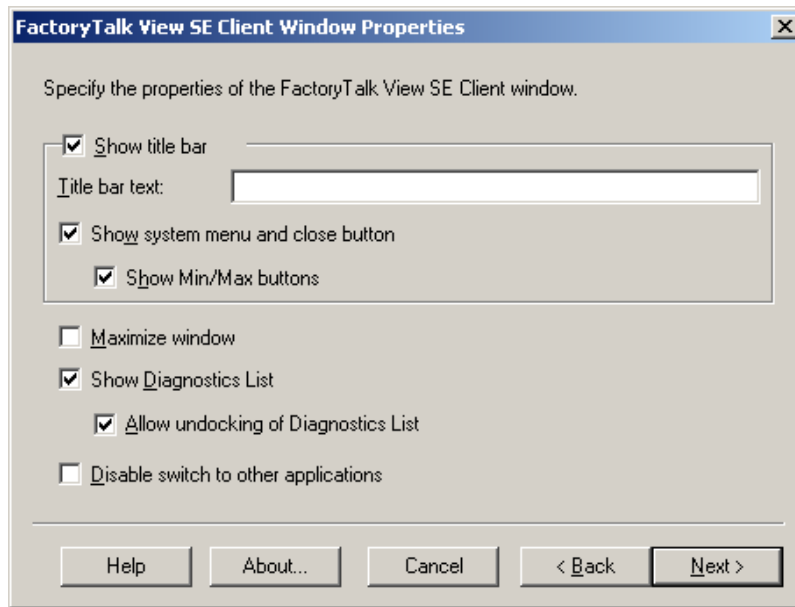 FactoryTalk View SE Client Window Properties
Specify the properties of the FactoryTalk View SE Client window.
Show title bar
Title bar text:
Show system menu and close button
Show Min/Max buttons
Maximize window
Show Diagnostics List
Allow undocking of Diagnostics List
Disable switch to other applications
Help About... Cancel < Back Next >